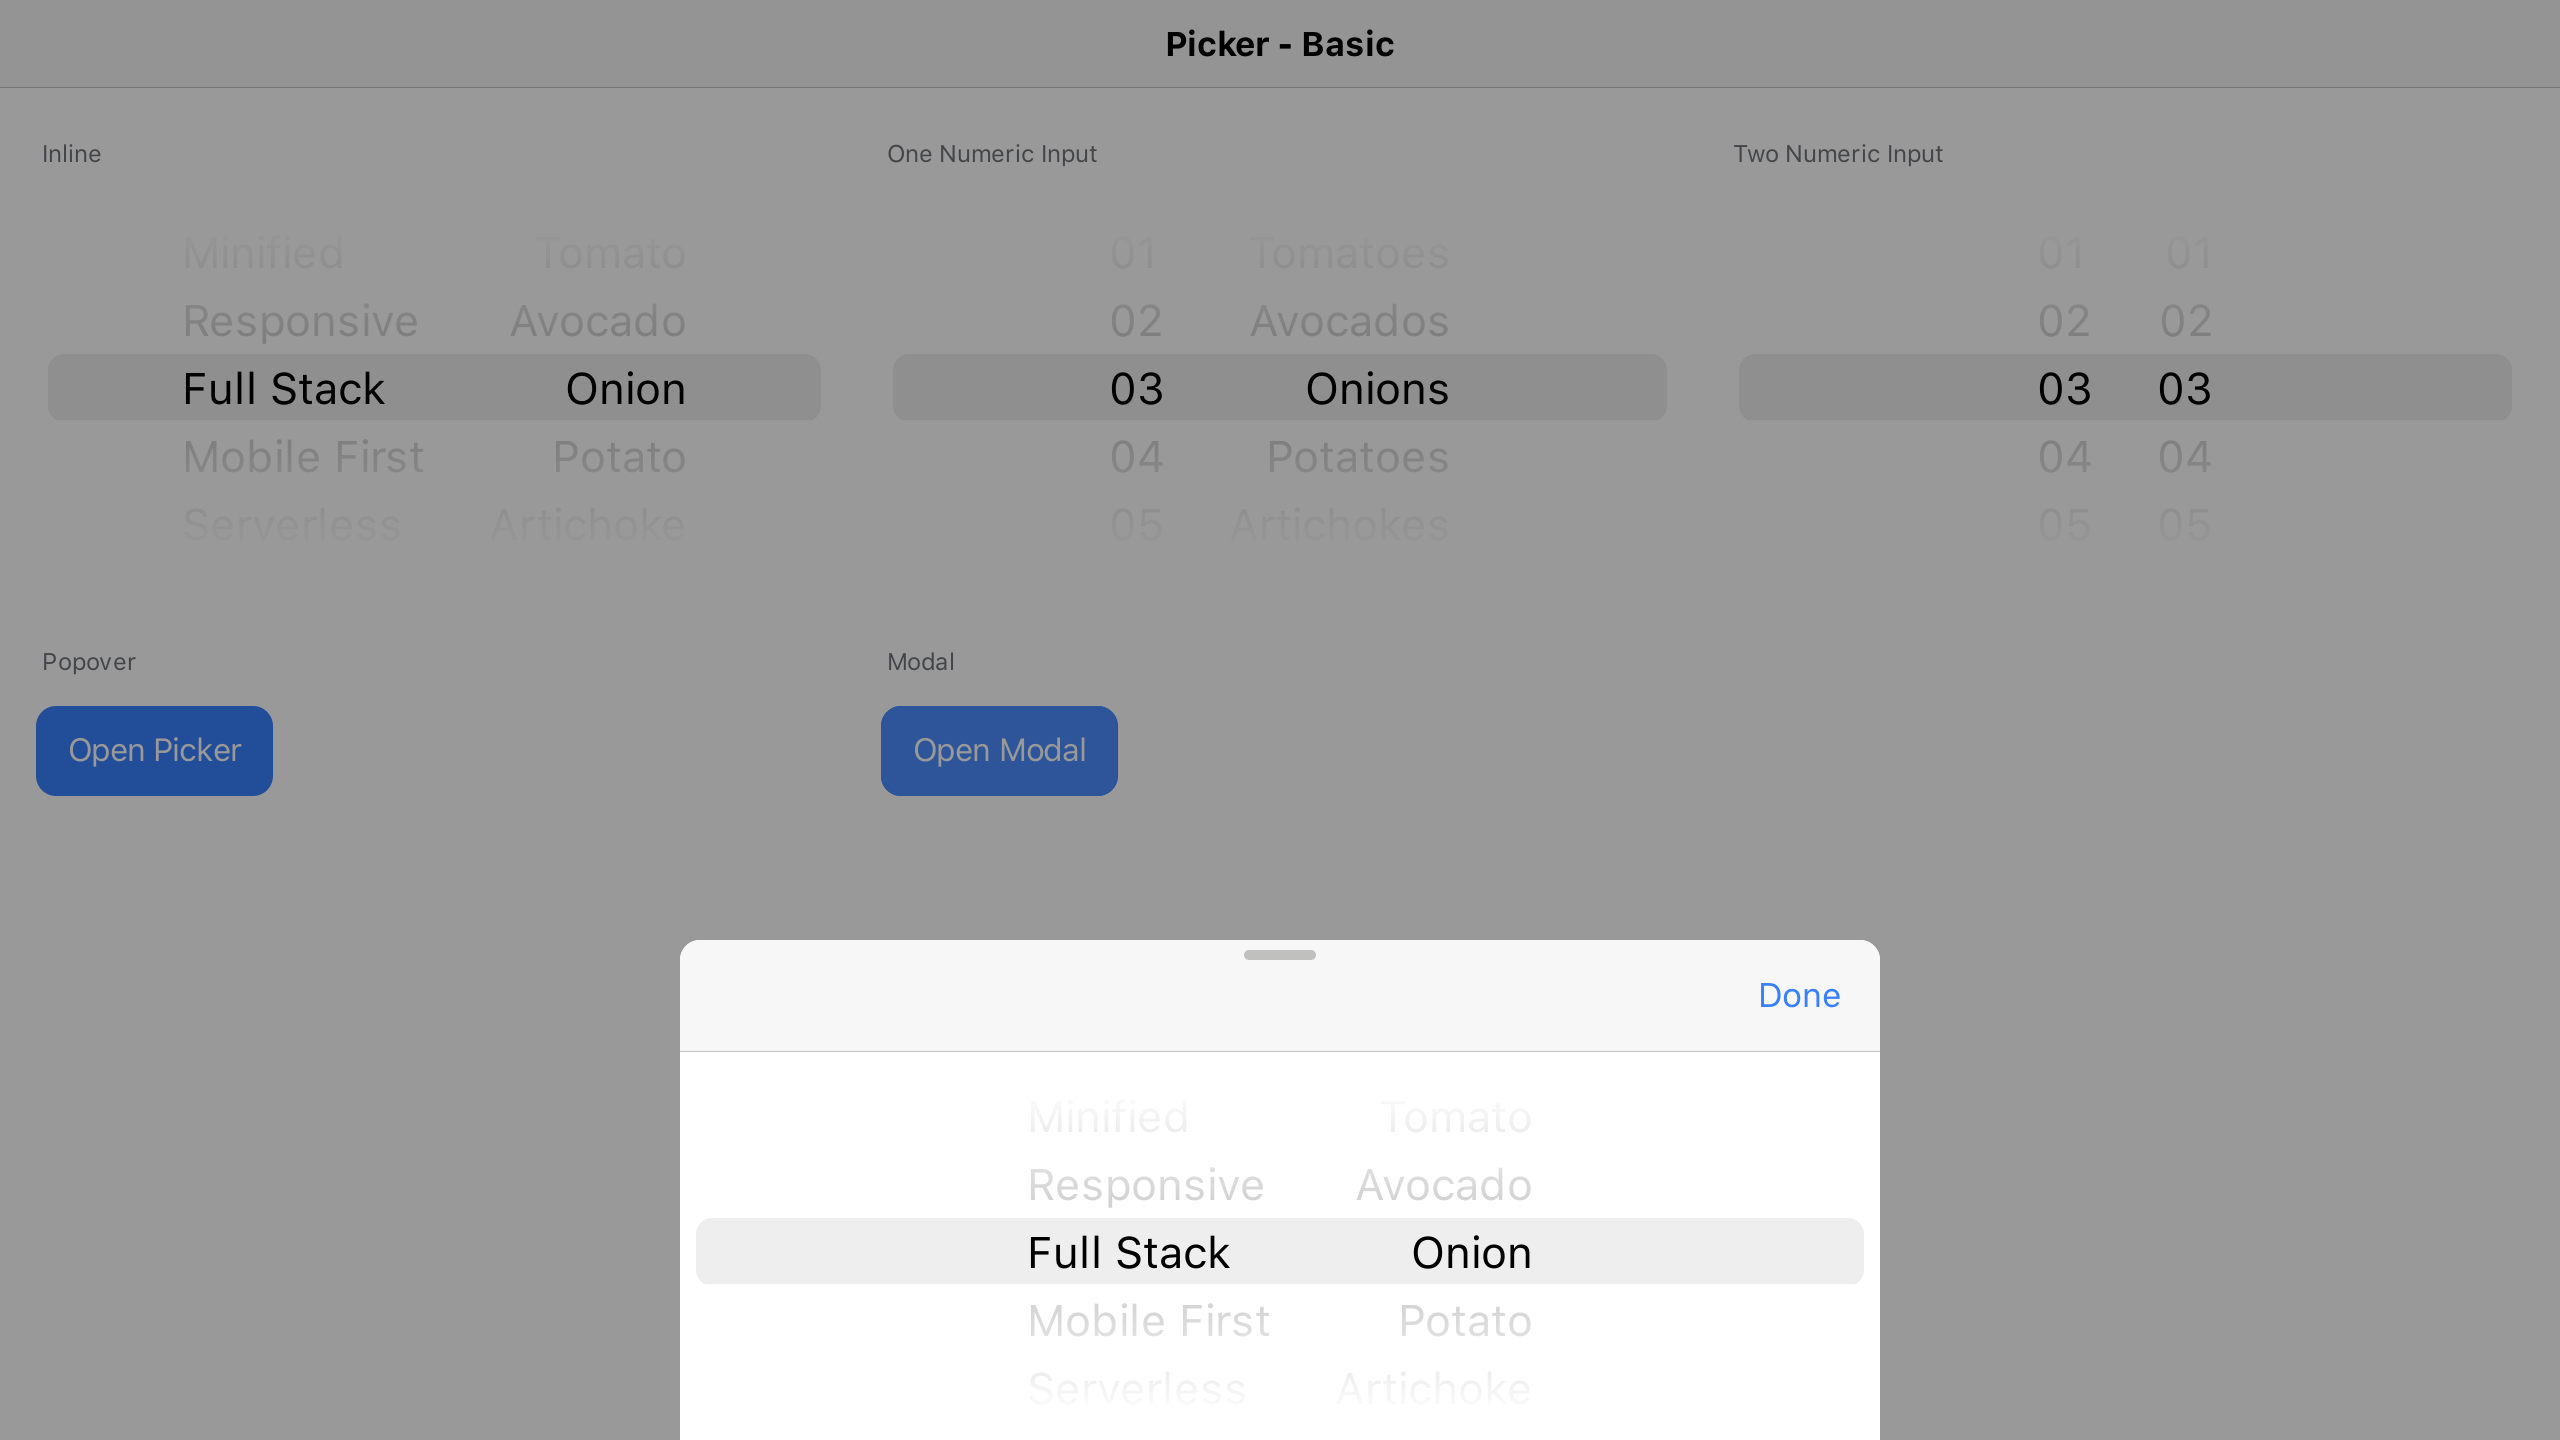 Picker - Basic
Inline
One Numeric Input
Two Numeric Input
Minified Tomato
Responsive Avocado
Full Stack Onion
Mobile First Potato
Serverless Artichoke
01 Tomatoes
02 Avocados
03 Onions
04 Potatoes
05 Artichokes
01 01
02 02
03 03
04 04
05 05
Popover
Open Picker
Modal
Open Modal
Done
Minified Tomato
Responsive Avocado
Full Stack Onion
Mobile First Potato
Serverless Artichoke